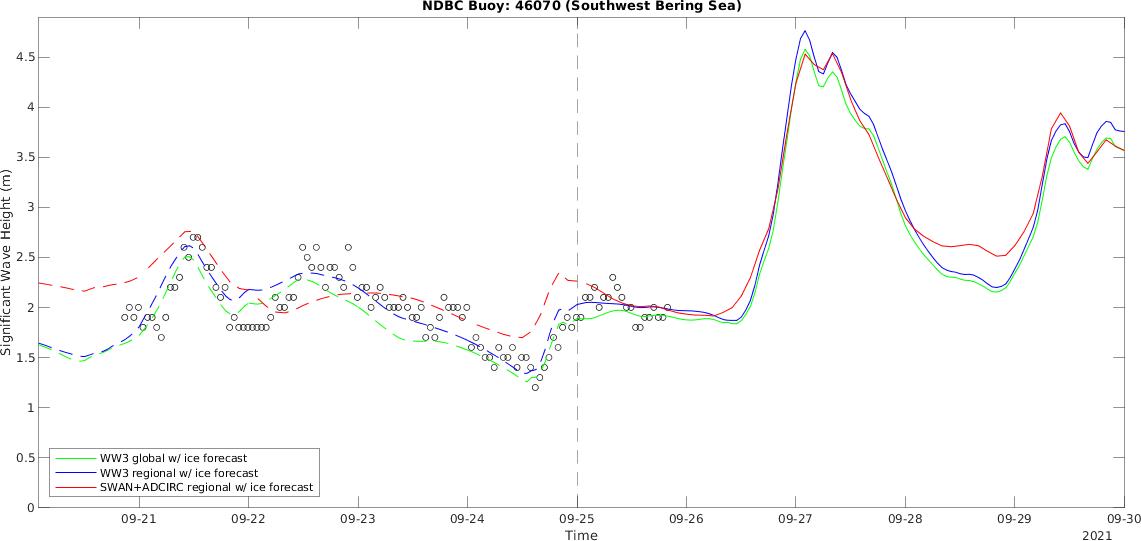 NDBC Buoy: 46070 (Southwest Bering Sea)
Significant Wave Height (m)
4.5
4
3.5
3
2.5
2
1.5
1
0.5
0
WW3 global w/ ice forecast
WW3 regional w/ ice forecast
SWAN+ADCIRC regional w/ ice forecast
09-21 09-22 09-23 09-24 09-25 09-26 09-27 09-28 09-29 09-30
Time
2021